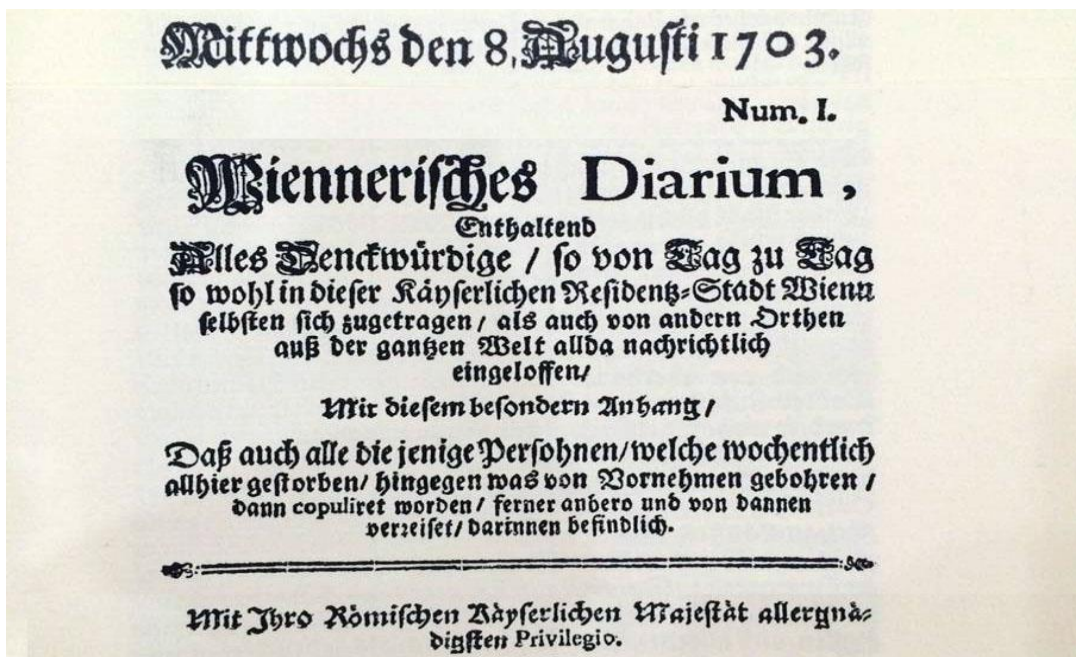 Mittwochs den 8. Augusti 1703.
Num. I.
Wiennerisches Diarium,
Enthaltend
Alles Denckwürdige / so von Tag zu Tag
so wohl in dieser Käyserlichen Residentz-Stadt Wienn
selbsten sich zugetragen / als auch von andern Orthen
auß der gantzen Welt allda nachrichtlich
eingeloffen /
Mit diesem besondern Anhang /
Daß auch alle die jenige Persohnen / welche wochentlich
allhier gestorben / hingegen was von Vornehmen gebohren /
dann copuliret worden / ferner anhero und von dannen
verreiset / darinnen befindlich.
Mit Ihro Römischen Käyserlichen Majestät allergnä-
digsten Privilegio.